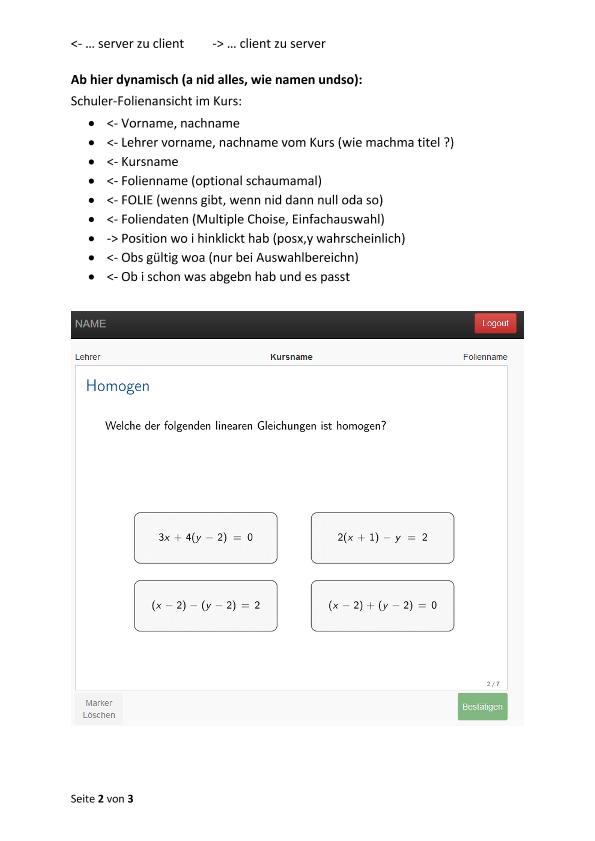 <- ... server zu client -> ... client zu server
Ab hier dynamisch (a nid alles, wie namen undso):
Schuler-Folienansicht im Kurs:
• <- Vorname, nachname
• <- Lehrer vorname, nachname vom Kurs (wie machma titel ?)
• <- Kursname
• <- Folienname (optional schaumamal)
• <- FOLIE (wenns gibt, wenn nid dann null oda so)
• <- Foliendaten (Multiple Choise, Einfachauswahl)
• -> Position wo i hinklickt hab (posx,y wahrscheinlich)
• <- Obs gültig woa (nur bei Auswahlbereichn)
• <- Ob i schon was abgebn hab und es passt
NAME Logout
Lehrer Kursname Folienname
Homogen
Welche der folgenden linearen Gleichungen ist homogen?
3x + 4(y − 2) = 0 2(x + 1) − y = 2
(x − 2) − (y − 2) = 2 (x − 2) + (y − 2) = 0
2 / 7
Marker
Löschen
Bestätigen
Seite 2 von 3